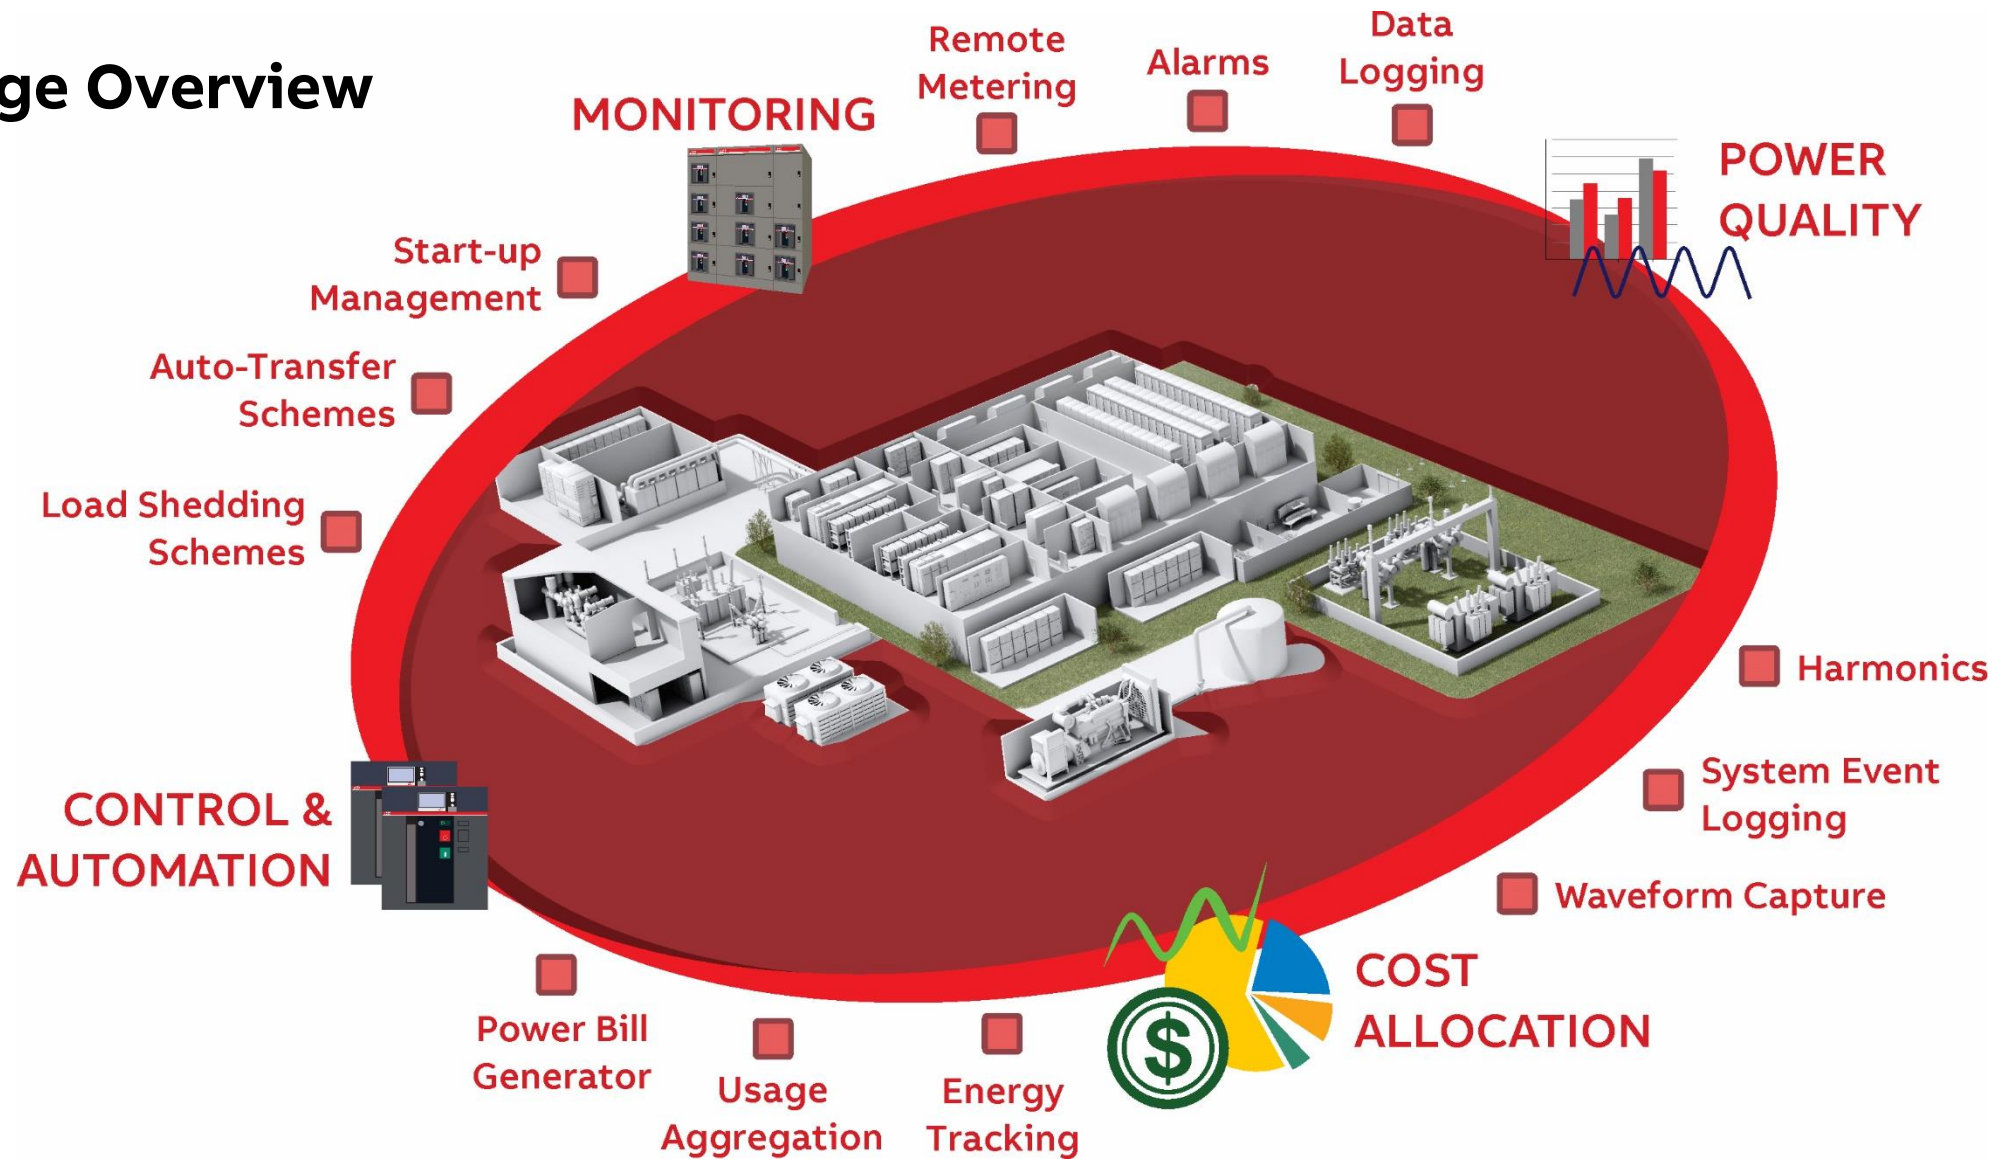 ge Overview
MONITORING
Remote
Metering
Alarms
Data
Logging
POWER
QUALITY
Harmonics
System Event
Logging
Waveform Capture
COST
ALLOCATION
Energy
Tracking
Usage
Aggregation
Power Bill
Generator
CONTROL &
AUTOMATION
Load Shedding
Schemes
Auto-Transfer
Schemes
Start-up
Management
$